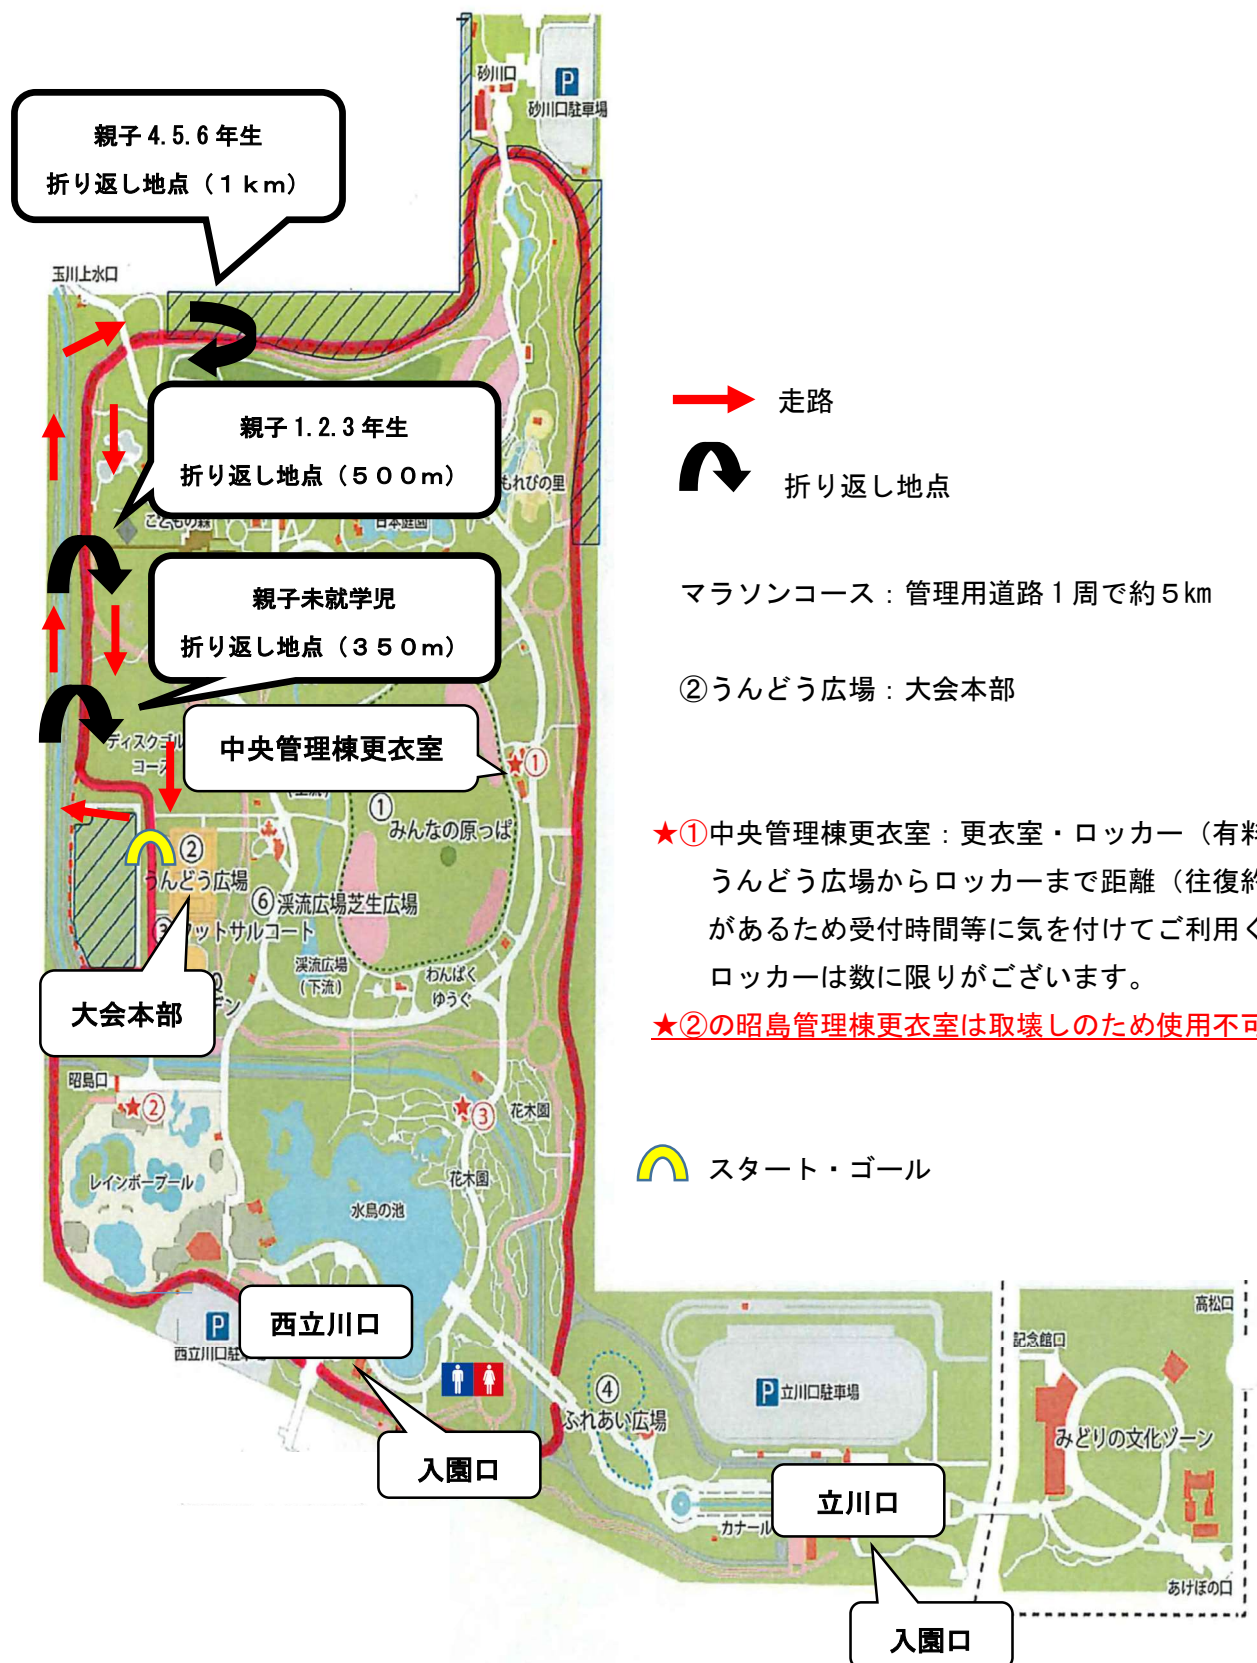 砂川口
P
砂川口駐車場
親子 4.5.6 年生
折り返し地点（１ｋｍ）
玉川上水口
親子 1.2.3 年生
折り返し地点（５００ｍ）
もれびの里
こどもの森
日本庭園
親子未就学児
折り返し地点（３５０ｍ）
ディスクゴル
コース
中央管理棟更衣室
★①
①
みんなの原っぱ
②
うんどう広場
⑥渓流広場芝生広場
③フットサルコート
渓流広場
（下流）
わんぱく
ゆうぐ
デン
大会本部
昭島口
★②
★③
花木園
レインボープール
花木園
水鳥の池
西立川口
P
西立川口駐車場
入園口
④
ふれあい広場
P 立川口駐車場
カナール
立川口
入園口
高松口
記念館口
みどりの文化ゾーン
あけぼの口
走路
折り返し地点
マラソンコース：管理用道路１周で約５㎞
②うんどう広場：大会本部
★①中央管理棟更衣室：更衣室・ロッカー（有料
うんどう広場からロッカーまで距離（往復約
があるため受付時間等に気を付けてご利用く
ロッカーは数に限りがございます。
★②の昭島管理棟更衣室は取壊しのため使用不可
スタート・ゴール